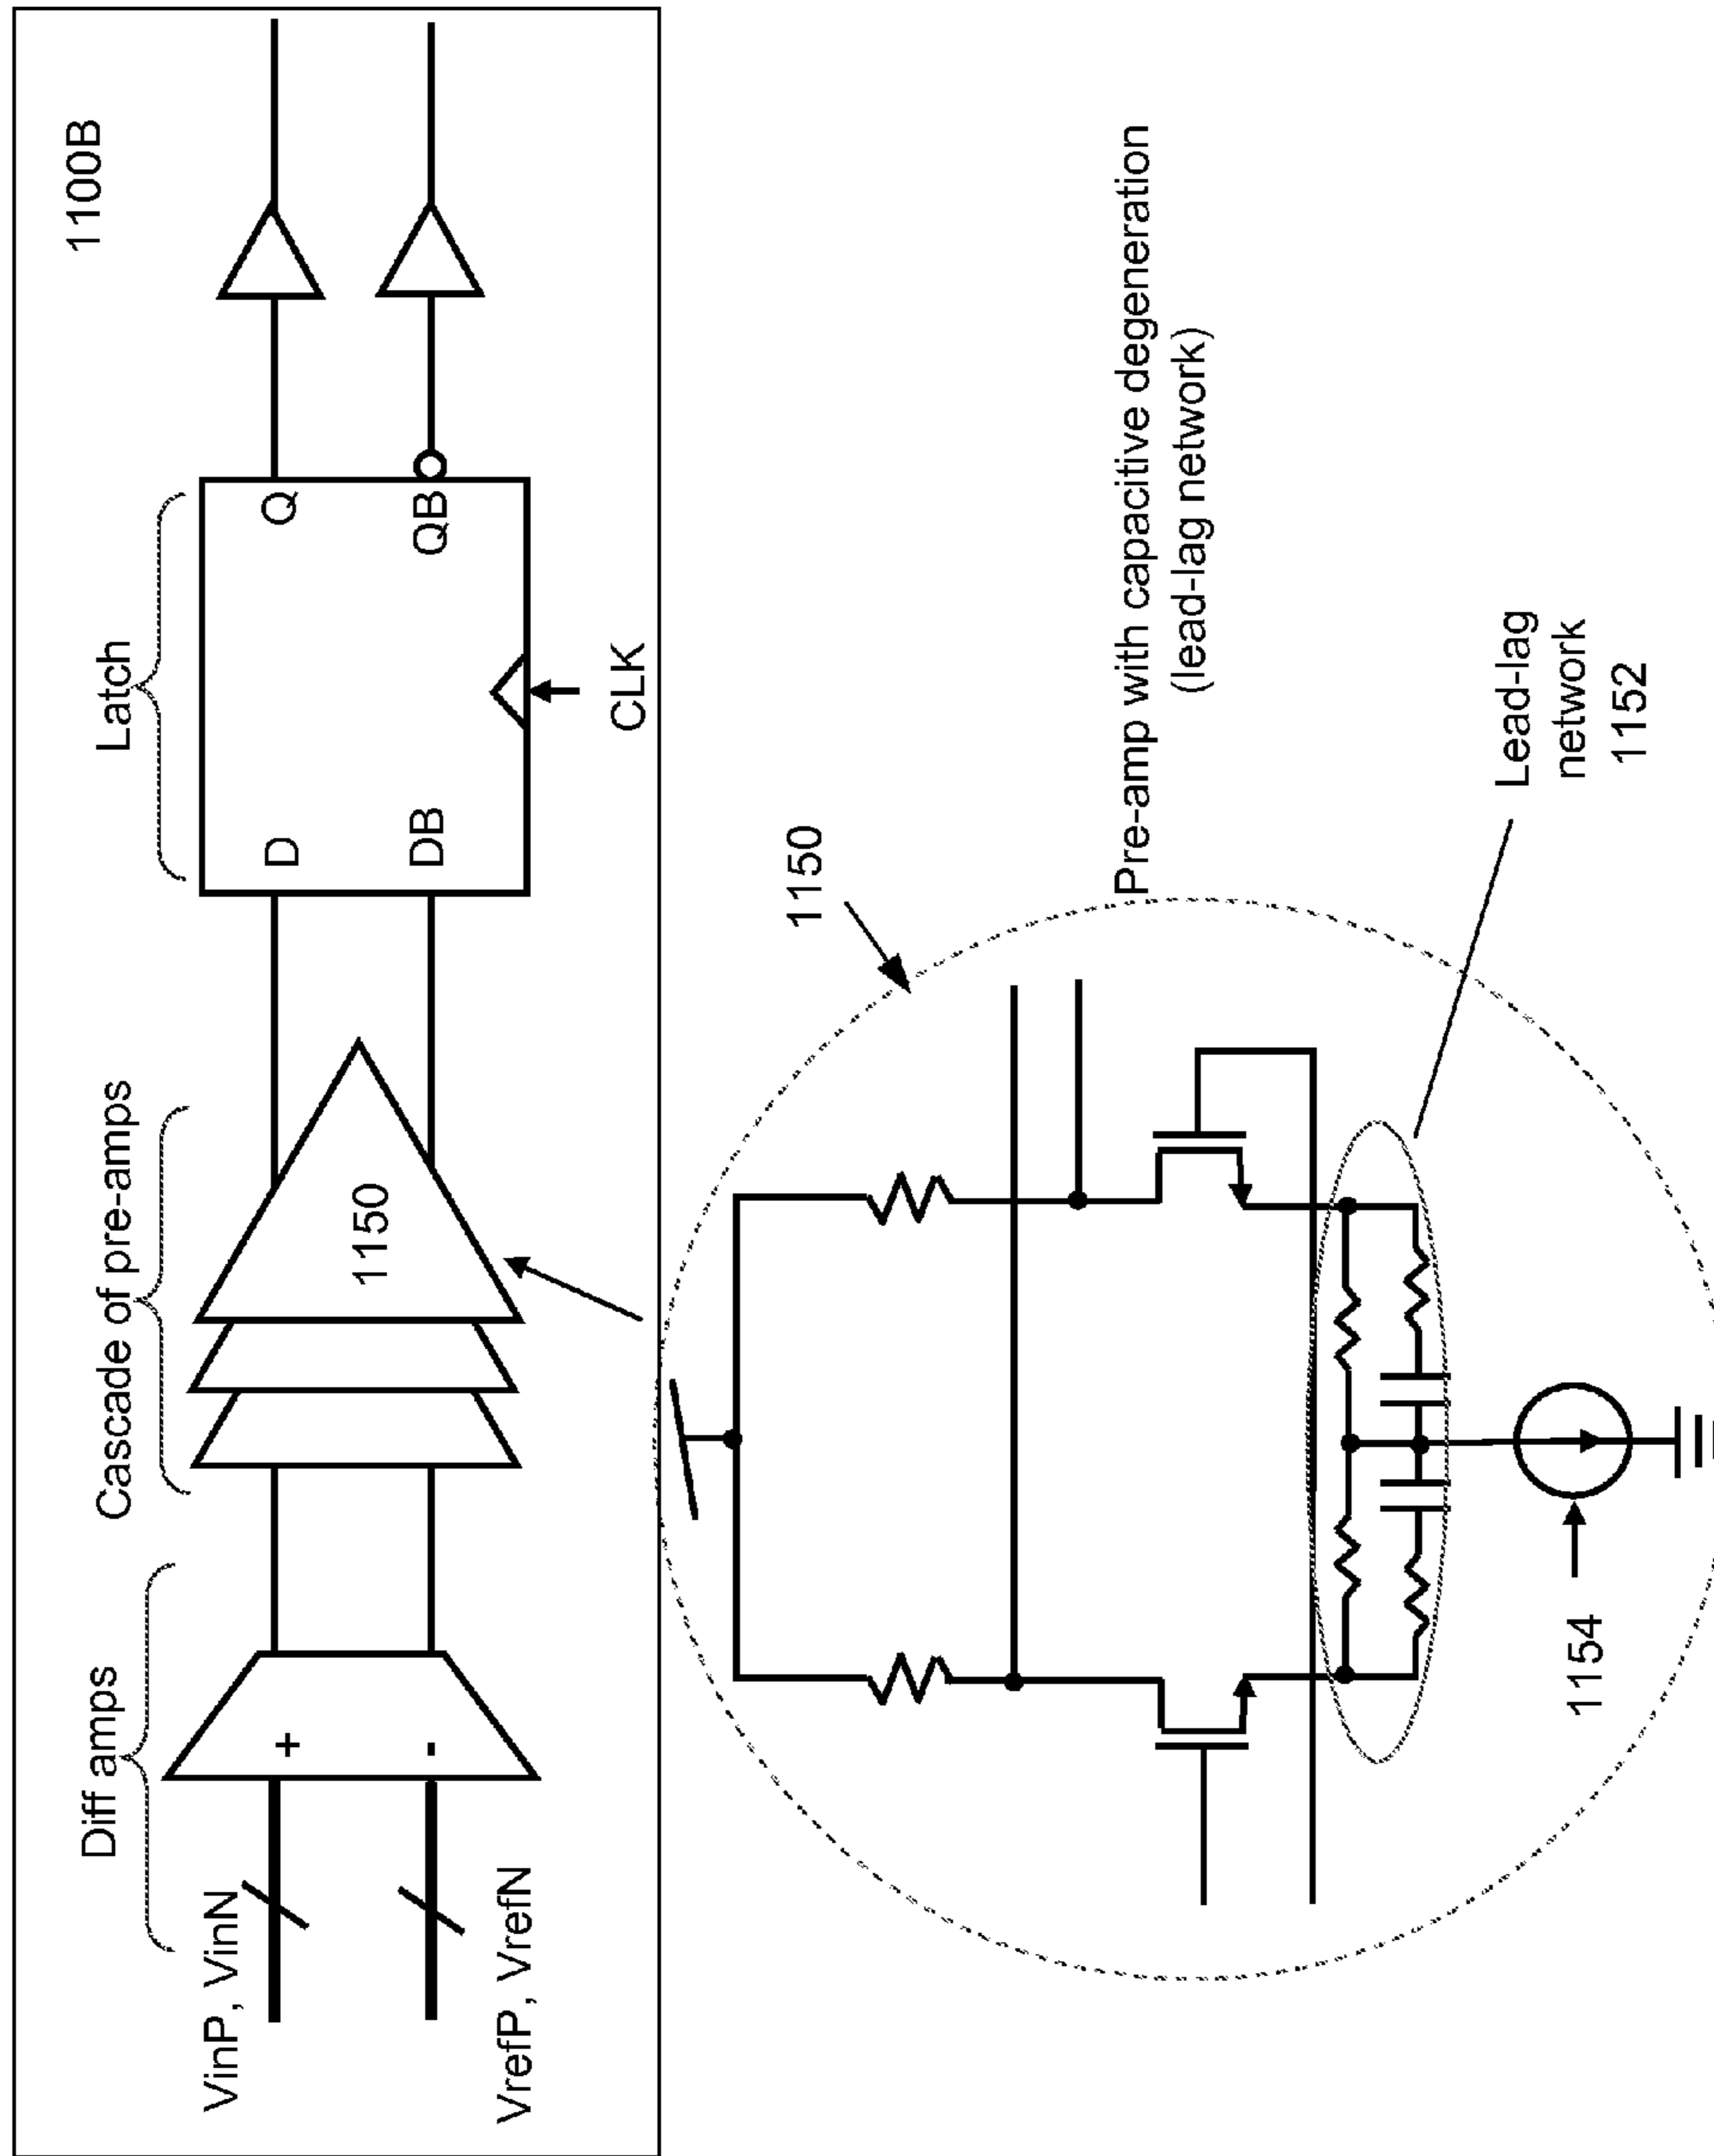 1100B
Diff amps
Cascade of pre-amps
Latch
VinP, VinN
+
-
VrefP, VrefN
1150
D
Q
DB
QB
CLK
1150
Pre-amp with capacitive degeneration
(lead-lag network)
Lead-lag
network
1152
1154